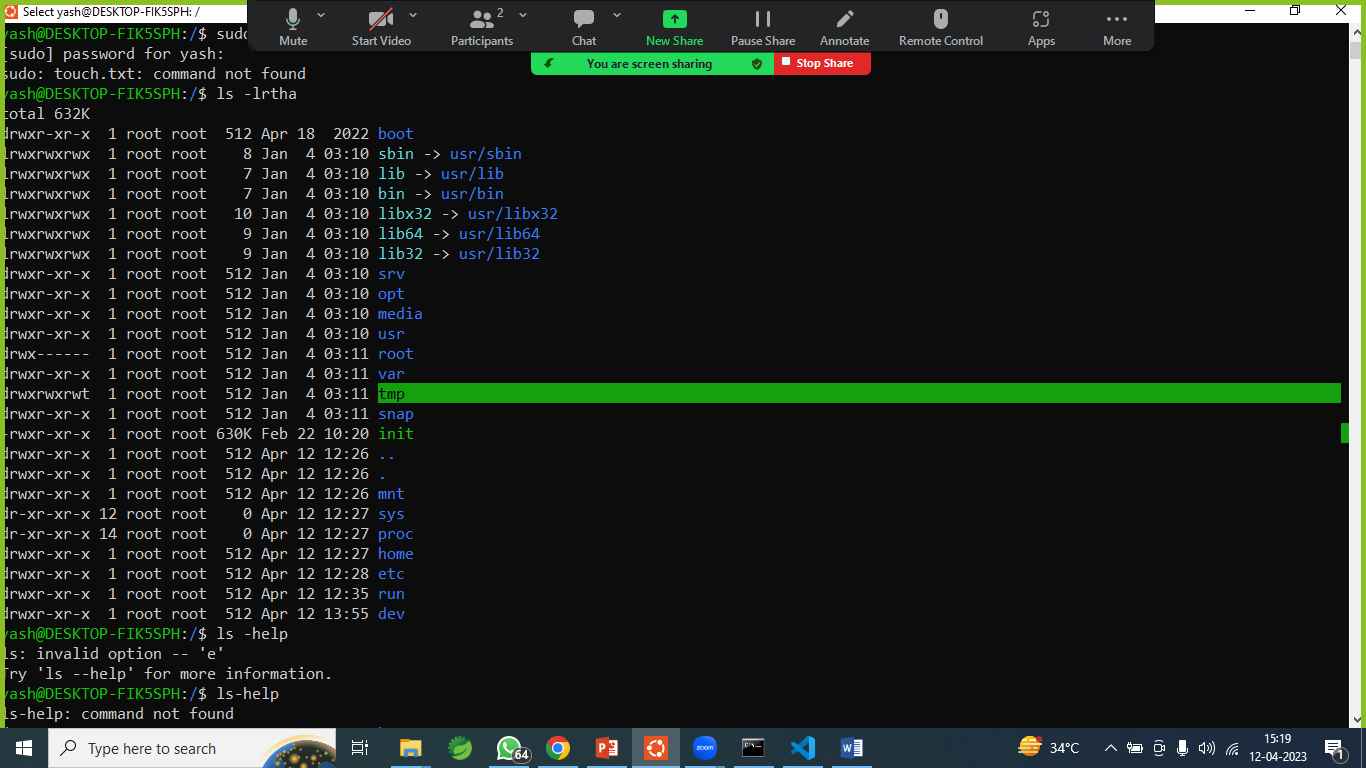 Select yash@DESKTOP-FIK5SPH: /
Mute
Start Video
Participants
2
Chat
New Share
Pause Share
Annotate
Remote Control
Apps
More
You are screen sharing
Stop Share
yash@DESKTOP-FIK5SPH:/$ sudo
[sudo] password for yash:
sudo: touch.txt: command not found
yash@DESKTOP-FIK5SPH:/$ ls -lrtha
total 632K
drwxr-xr-x 1 root root 512 Apr 18 2022 boot
lrwxrwxrwx 1 root root 8 Jan 4 03:10 sbin -> usr/sbin
lrwxrwxrwx 1 root root 7 Jan 4 03:10 lib -> usr/lib
lrwxrwxrwx 1 root root 7 Jan 4 03:10 bin -> usr/bin
lrwxrwxrwx 1 root root 10 Jan 4 03:10 libx32 -> usr/libx32
lrwxrwxrwx 1 root root 9 Jan 4 03:10 lib64 -> usr/lib64
lrwxrwxrwx 1 root root 9 Jan 4 03:10 lib32 -> usr/lib32
drwxr-xr-x 1 root root 512 Jan 4 03:10 srv
drwxr-xr-x 1 root root 512 Jan 4 03:10 opt
drwxr-xr-x 1 root root 512 Jan 4 03:10 media
drwxr-xr-x 1 root root 512 Jan 4 03:10 usr
drwx------ 1 root root 512 Jan 4 03:11 root
drwxr-xr-x 1 root root 512 Jan 4 03:11 var
drwxrwxrwt 1 root root 512 Jan 4 03:11 tmp
drwxr-xr-x 1 root root 512 Jan 4 03:11 snap
-rwxr-xr-x 1 root root 630K Feb 22 10:20 init
drwxr-xr-x 1 root root 512 Apr 12 12:26 ..
drwxr-xr-x 1 root root 512 Apr 12 12:26 .
drwxr-xr-x 1 root root 512 Apr 12 12:26 mnt
dr-xr-xr-x 12 root root 0 Apr 12 12:27 sys
dr-xr-xr-x 14 root root 0 Apr 12 12:27 proc
drwxr-xr-x 1 root root 512 Apr 12 12:27 home
drwxr-xr-x 1 root root 512 Apr 12 12:28 etc
drwxr-xr-x 1 root root 512 Apr 12 12:35 run
drwxr-xr-x 1 root root 512 Apr 12 13:55 dev
yash@DESKTOP-FIK5SPH:/$ ls -help
ls: invalid option -- 'e'
Try 'ls --help' for more information.
yash@DESKTOP-FIK5SPH:/$ ls-help
ls-help: command not found
Type here to search
64
zoom
34°C
15:19
12-04-2023
1